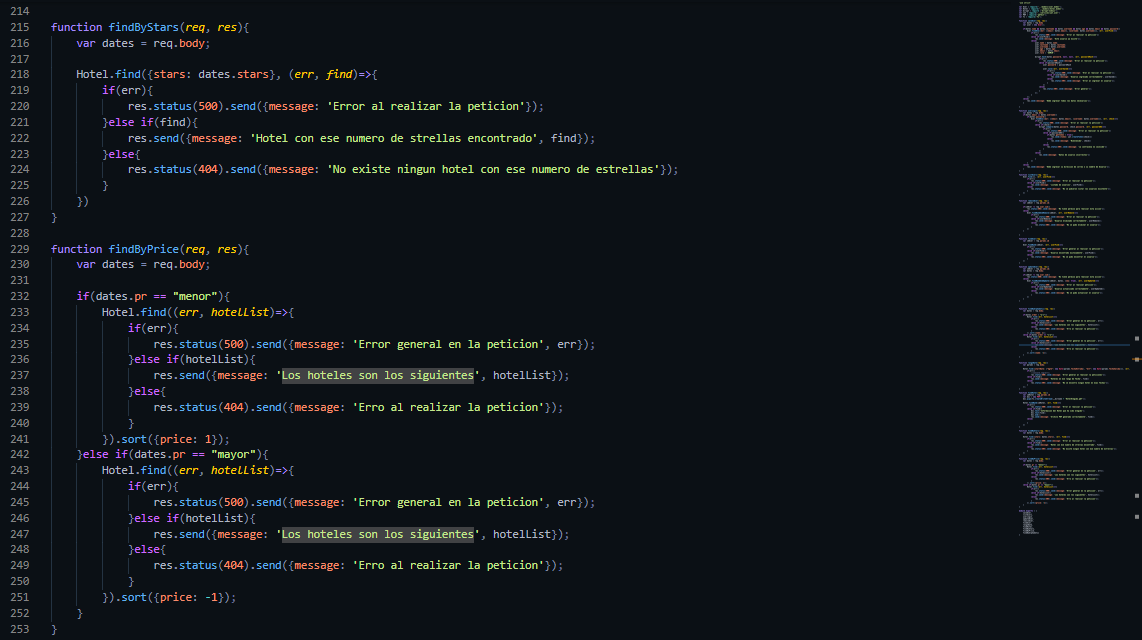 214
215 function findByStars(req, res){
216 var dates = req.body;
217
218 Hotel.find({stars: dates.stars}, (err, find)=>{
219 if(err){
220 res.status(500).send({message: 'Error al realizar la peticion'});
221 }else if(find){
222 res.send({message: 'Hotel con ese numero de strellas encontrado', find});
223 }else{
224 res.status(404).send({message: 'No existe ningun hotel con ese numero de estrellas'});
225 }
226 })
227 }
228
229 function findByPrice(req, res){
230 var dates = req.body;
231
232 if(dates.pr == "menor"){
233 Hotel.find((err, hotelList)=>{
234 if(err){
235 res.status(500).send({message: 'Error general en la peticion', err});
236 }else if(hotelList){
237 res.send({message: 'Los hoteles son los siguientes', hotelList});
238 }else{
239 res.status(404).send({message: 'Erro al realizar la peticion'});
240 }
241 }).sort({price: 1});
242 }else if(dates.pr == "mayor"){
243 Hotel.find((err, hotelList)=>{
244 if(err){
245 res.status(500).send({message: 'Error general en la peticion', err});
246 }else if(hotelList){
247 res.send({message: 'Los hoteles son los siguientes', hotelList});
248 }else{
249 res.status(404).send({message: 'Erro al realizar la peticion'});
250 }
251 }).sort({price: -1});
252 }
253 }